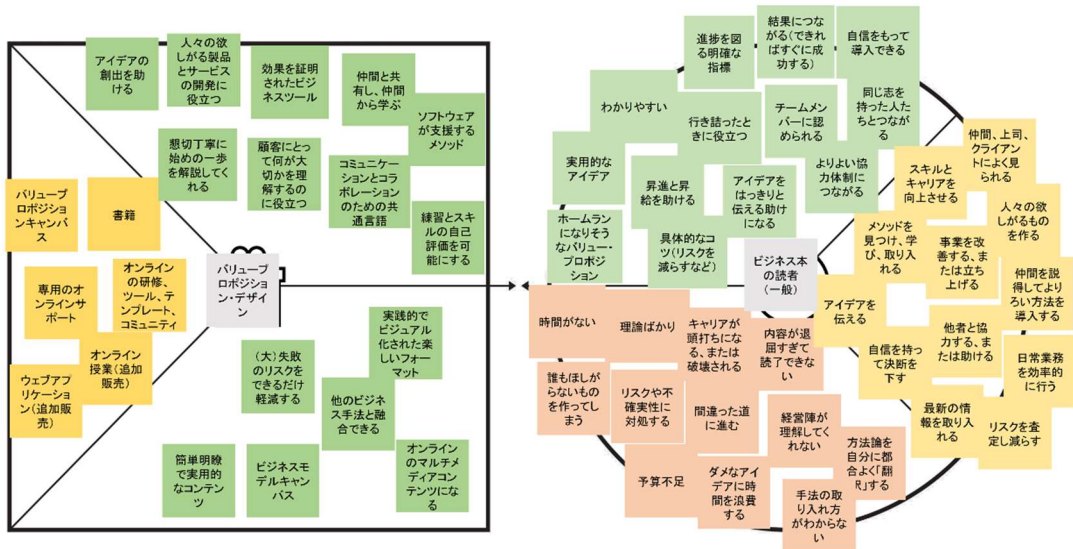 アイデアの
創出を助
ける
人々の欲
しがる製品
とサービス
の開発に役
立つ
効果を証明
されたビジ
ネスツール
仲間と共
有し、仲間
から学ぶ
ソフトウェア
が支援する
メソッド
懇切丁寧に
始めの一歩
を解説してく
れる
顧客にとっ
て何が大
切かを理解
するの
に役立つ
コミュニケー
ションとコラ
ボレーション
のための共
通言語
練習とスキ
ルの自己
評価を可
能にする
バリュープ
ロポジション
キャンバス
書籍
専用のオン
ラインサ
ポート
オンライン
の研修、
ツール、テン
プレート、
コミュニティ
ウェブアプ
リケーショ
ン(追加
販売)
オンライン
授業(追加
販売)
バリュープ
ロポジショ
ン・デザイ
ン
(大)失敗
のリスクを
できるだけ
軽減する
実践的で
ビジュアル
化された楽
しいフォー
マット
他のビジネ
ス手法と融
合できる
簡単明瞭
で実用的
なコンテン
ツ
ビジネスモ
デルキャン
バス
オンライン
のマルチメ
ディアコン
テンツにな
る
進捗を図
る明確な
指標
結果につな
がる(できれ
ばすぐに成
功する)
自信をもって
導入できる
わかりやすい
行き詰ったと
きに役立つ
チームメン
バーに認め
られる
同じ志を
持った人た
ちとつなが
る
実用的な
アイデア
昇進と昇
給を助ける
アイデアを
はっきりと
伝える助けに
なる
よりよい協
力体制に
つながる
ホームラン
になりそう
なバリュー・
プロポジ
ション
具体的なコ
ツ(リスクを
減らすなど)
ビジネス本
の読者
(一般)
仲間、上司、
クライアン
トによく見
られる
スキルと
キャリアを
向上させる
人々の欲
しがるもの
を作る
メソッドを
見つけ、学
び、取り入
れる
事業を改
善する、ま
たは立ち
上げる
仲間を説
得してより
ろい方法を
導入する
アイデアを
伝える
他者と協
力する、ま
たは助ける
自信を持っ
て決断を
下す
日常業務
を効率的
に行う
最新の情
報を取り入
れる
リスクを査
定し減らす
時間がない
理論ばかり
キャリアが
頭打ちにな
る、または
破壊される
内容が退
屈すぎて読
了できない
誰もほしが
らないもの
を作ってし
まう
リスクや不
確実性に
対処する
間違った道
に進む
経営陣が
理解してく
れない
方法論を
自分に都
合よく「翻
訳」する
予算不足
ダメなアイ
デアに時
間を浪費
する
手法の取
り入れ方
がわからな
い